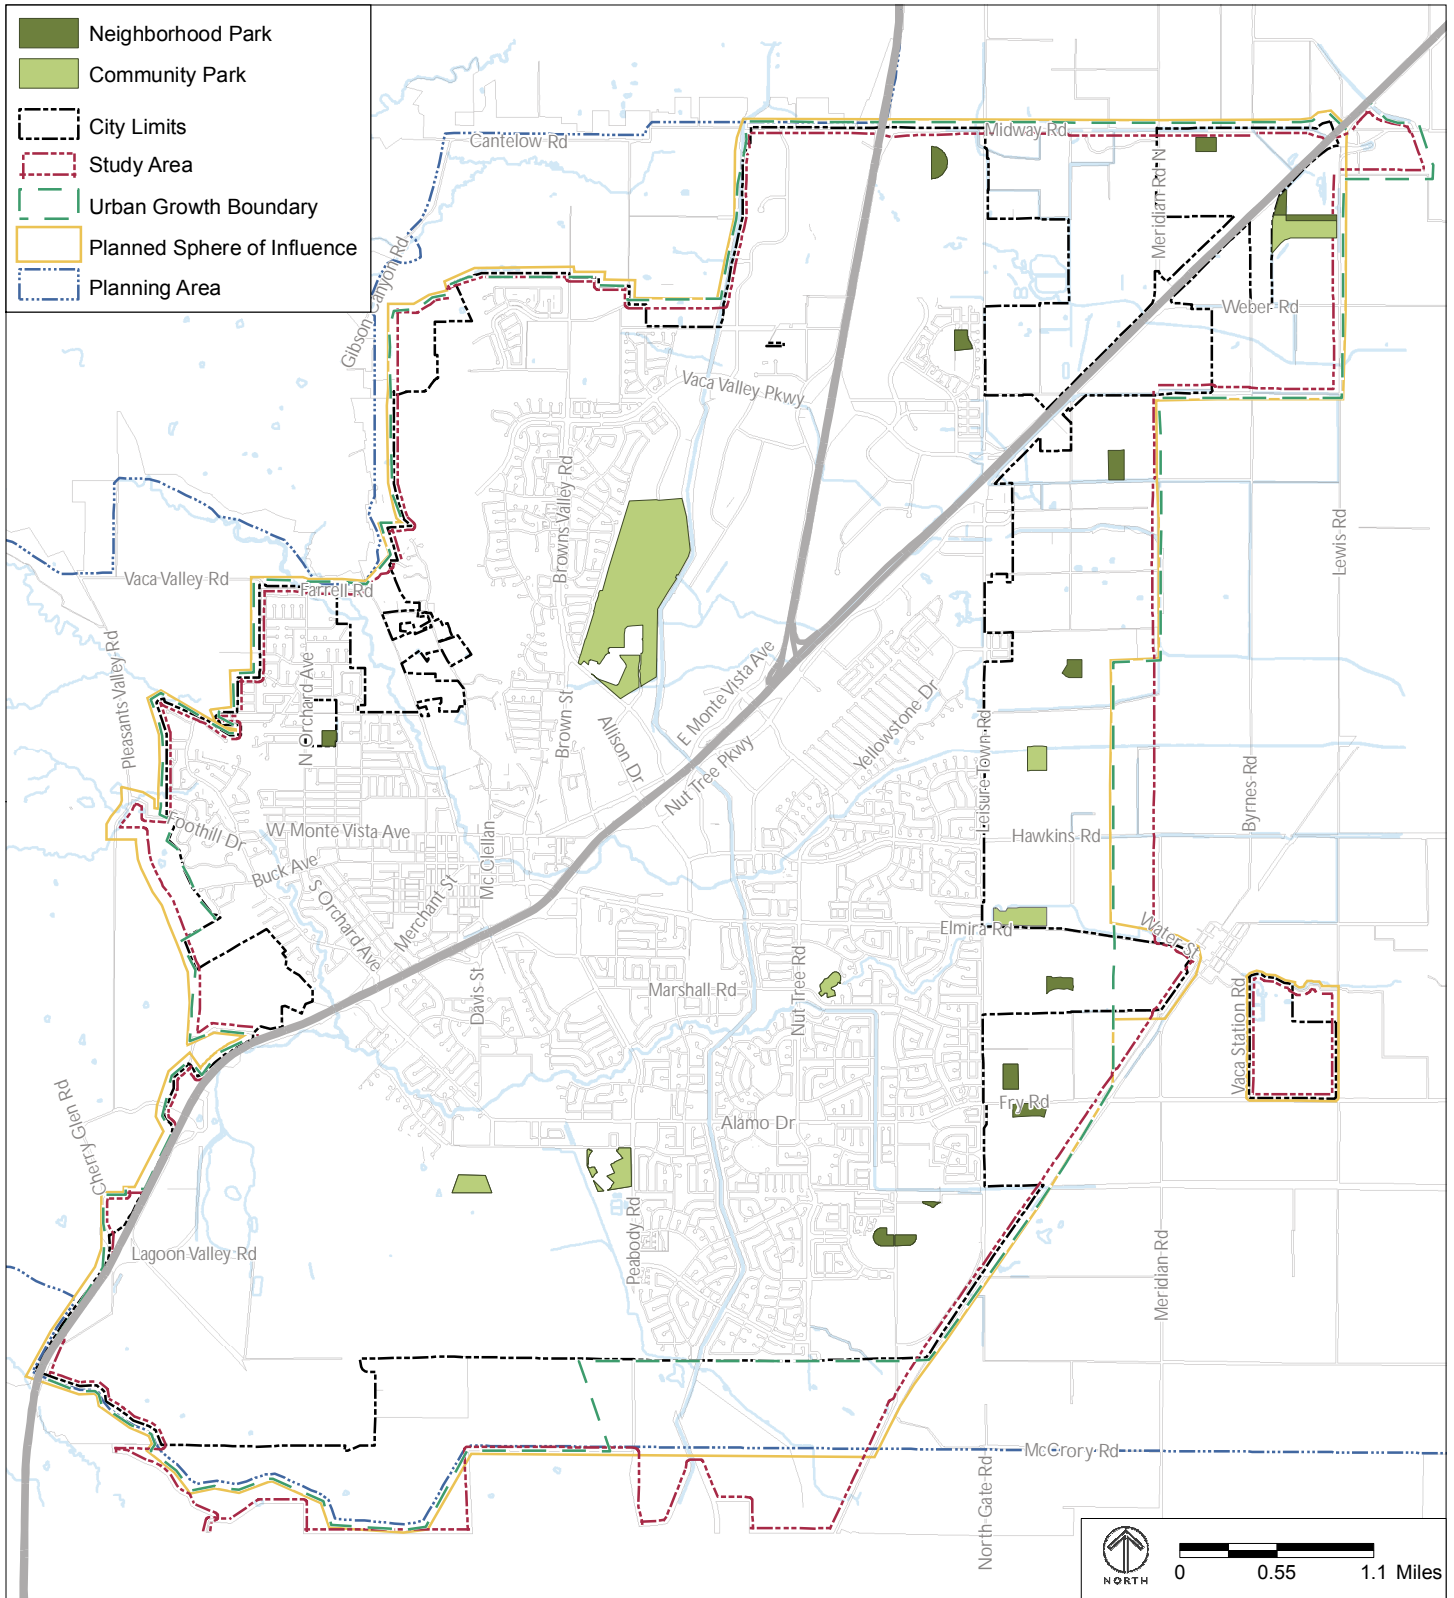 Neighborhood Park
Community Park
City Limits
Study Area
Urban Growth Boundary
Planned Sphere of Influence
Planning Area
Cantelow Rd
Midway Rd
Meridian Rd N
Gibson Canyon Rd
Weber Rd
Vaca Valley Pkwy
Browns Valley Rd
Lewis Rd
Vaca Valley Rd
Farrell Rd
Pleasants Valley Rd
N Orchard Ave
Brown St
Allison Dr
E Monte Vista Ave
Nut Tree Pkwy
Yellowstone Dr
Leisure Town Rd
Byrnes Rd
Foothill Dr
W Monte Vista Ave
Hawkins Rd
Buck Ave
Mc Clellan
S Orchard Ave
Merchant St
Elmira Rd
Water St
Davis St
Marshall Rd
Nut Tree Rd
Vaca Station Rd
Cherry Glen Rd
Fry Rd
Alamo Dr
Lagoon Valley Rd
Peabody Rd
Meridian Rd
McCrory Rd
North Gate Rd
NORTH
0 0.55 1.1 Miles